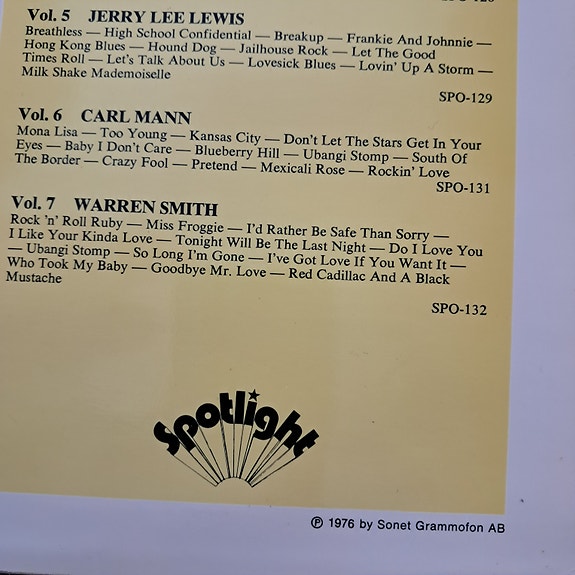 Vol. 5 JERRY LEE LEWIS
Breathless — High School Confidential — Breakup — Frankie And Johnnie —
Hong Kong Blues — Hound Dog — Jailhouse Rock — Let The Good
Times Roll — Let's Talk About Us — Lovesick Blues — Lovin' Up A Storm —
Milk Shake Mademoiselle
SPO-129
Vol. 6 CARL MANN
Mona Lisa — Too Young — Kansas City — Don't Let The Stars Get In Your
Eyes — Baby I Don't Care — Blueberry Hill — Ubangi Stomp — South Of
The Border — Crazy Fool — Pretend — Mexicali Rose — Rockin' Love
SPO-131
Vol. 7 WARREN SMITH
Rock 'n' Roll Ruby — Miss Froggie — I'd Rather Be Safe Than Sorry —
I Like Your Kinda Love — Tonight Will Be The Last Night — Do I Love You
— Ubangi Stomp — So Long I'm Gone — I've Got Love If You Want It —
Who Took My Baby — Goodbye Mr. Love — Red Cadillac And A Black
Mustache
SPO-132
Spotlight
℗ 1976 by Sonet Grammofon AB